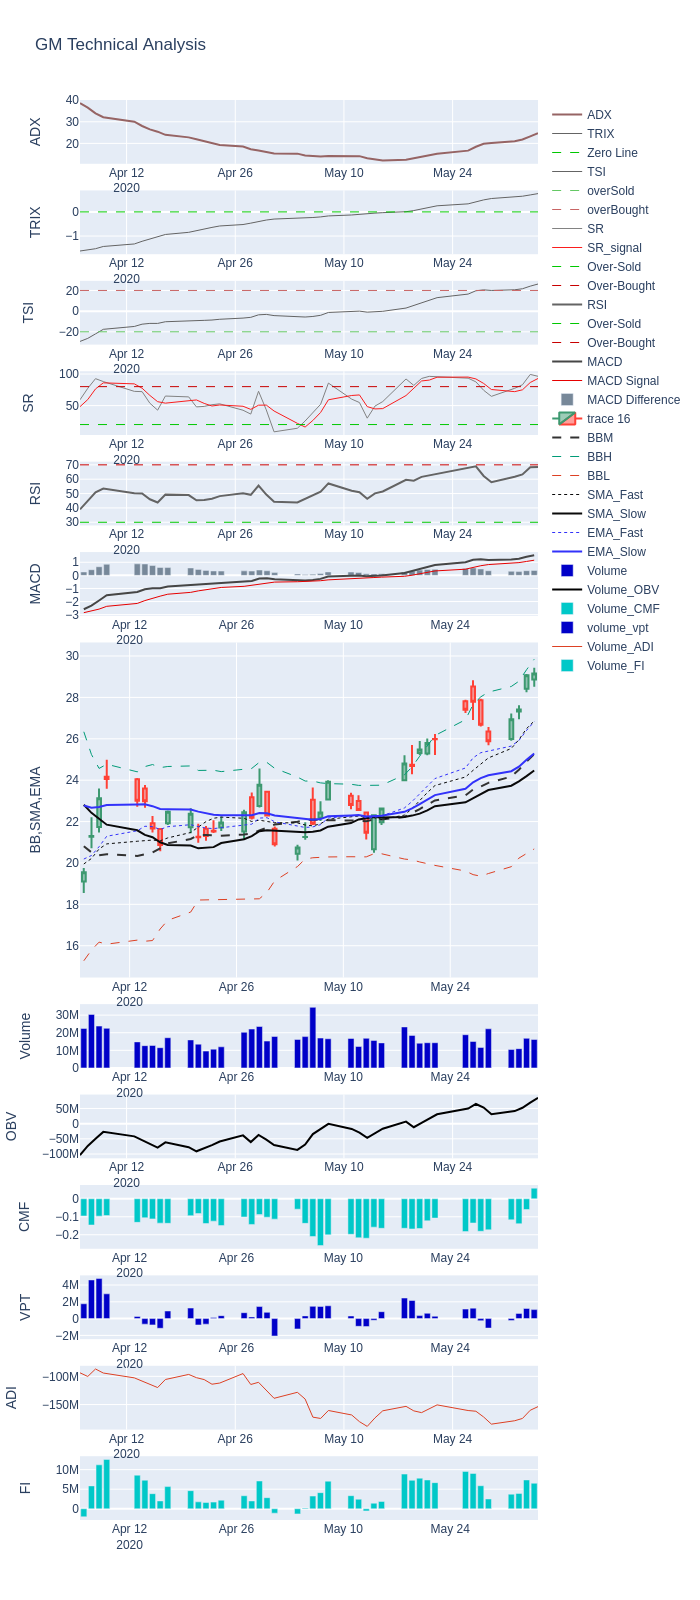 GM Technical Analysis
ADX
40
30
20
Apr 12
2020
Apr 26
May 10
May 24
TRIX
0
−1
Apr 12
2020
Apr 26
May 10
May 24
TSI
20
0
−20
Apr 12
2020
Apr 26
May 10
May 24
SR
100
50
Apr 12
2020
Apr 26
May 10
May 24
RSI
70
60
50
40
30
Apr 12
2020
Apr 26
May 10
May 24
MACD
1
0
−1
−2
−3
Apr 12
2020
Apr 26
May 10
May 24
BB,SMA,EMA
30
28
26
24
22
20
18
16
Apr 12
2020
Apr 26
May 10
May 24
Volume
30M
20M
10M
0
Apr 12
2020
Apr 26
May 10
May 24
OBV
50M
0
−50M
−100M
Apr 12
2020
Apr 26
May 10
May 24
CMF
0
−0.1
−0.2
Apr 12
2020
Apr 26
May 10
May 24
VPT
4M
2M
0
−2M
Apr 12
2020
Apr 26
May 10
May 24
ADI
−100M
−150M
Apr 12
2020
Apr 26
May 10
May 24
FI
10M
5M
0
Apr 12
2020
Apr 26
May 10
May 24
ADX
TRIX
Zero Line
TSI
overSold
overBought
SR
SR_signal
Over-Sold
Over-Bought
RSI
Over-Sold
Over-Bought
MACD
MACD Signal
MACD Difference
trace 16
BBM
BBH
BBL
SMA_Fast
SMA_Slow
EMA_Fast
EMA_Slow
Volume
Volume_OBV
Volume_CMF
volume_vpt
Volume_ADI
Volume_FI